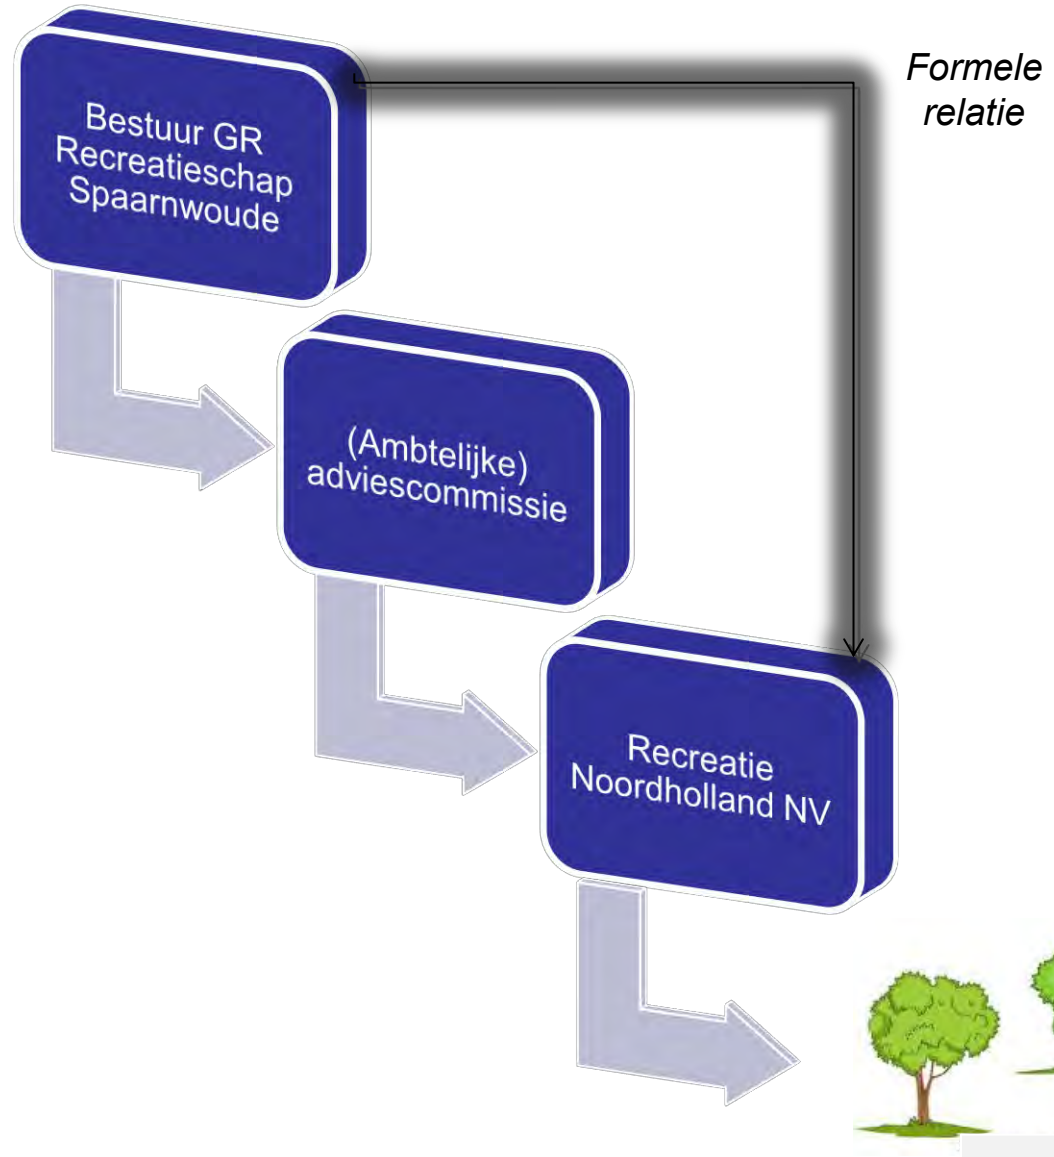 Formele
relatie
Bestuur GR
Recreatieschap
Spaarnwoude
(Ambtelijke)
adviescommissie
Recreatie
Noordholland NV